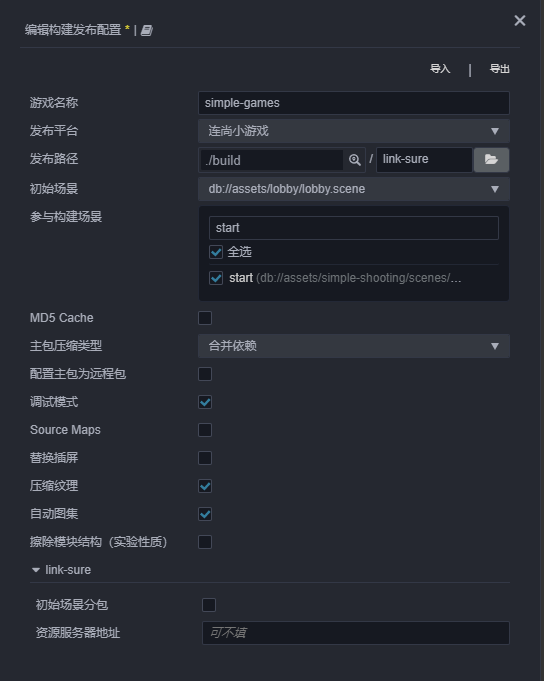 编辑构建发布配置 * |
导入 | 导出
游戏名称 simple-games
发布平台 连尚小游戏
发布路径 ./build / link-sure
初始场景 db://assets/lobby/lobby.scene
参与构建场景
start
全选
start (db://assets/simple-shooting/scenes/...
MD5 Cache
主包压缩类型 合并依赖
配置主包为远程包
调试模式
Source Maps
替换插屏
压缩纹理
自动图集
擦除模块结构（实验性质）
link-sure
初始场景分包
资源服务器地址 可不填